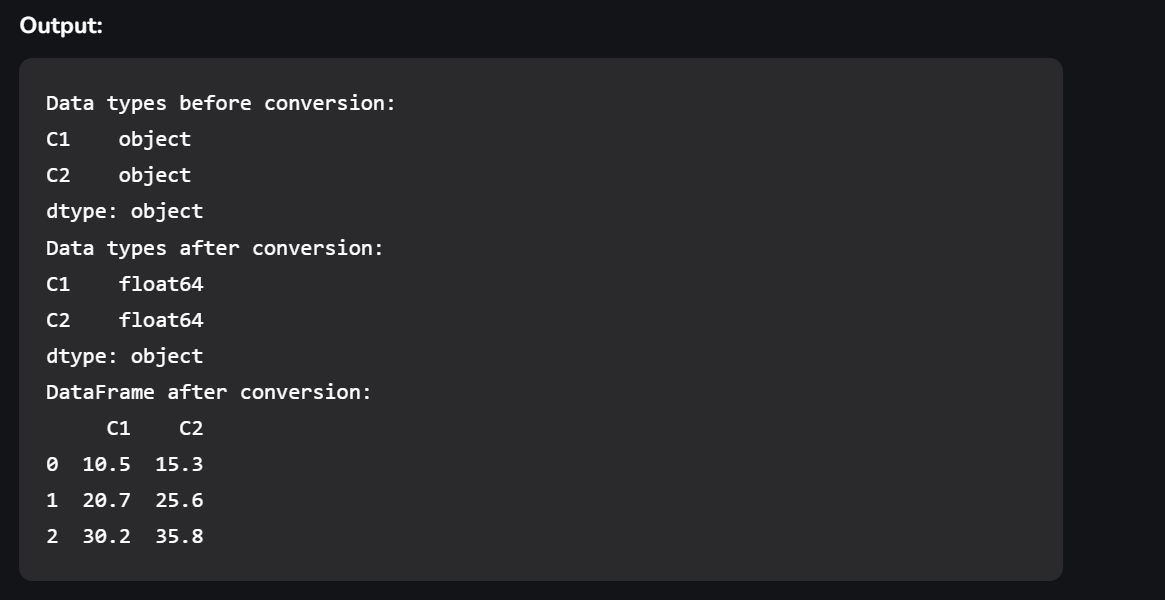 Output:
Data types before conversion:
C1    object
C2    object
dtype: object
Data types after conversion:
C1    float64
C2    float64
dtype: object
DataFrame after conversion:
     C1    C2
0  10.5  15.3
1  20.7  25.6
2  30.2  35.8